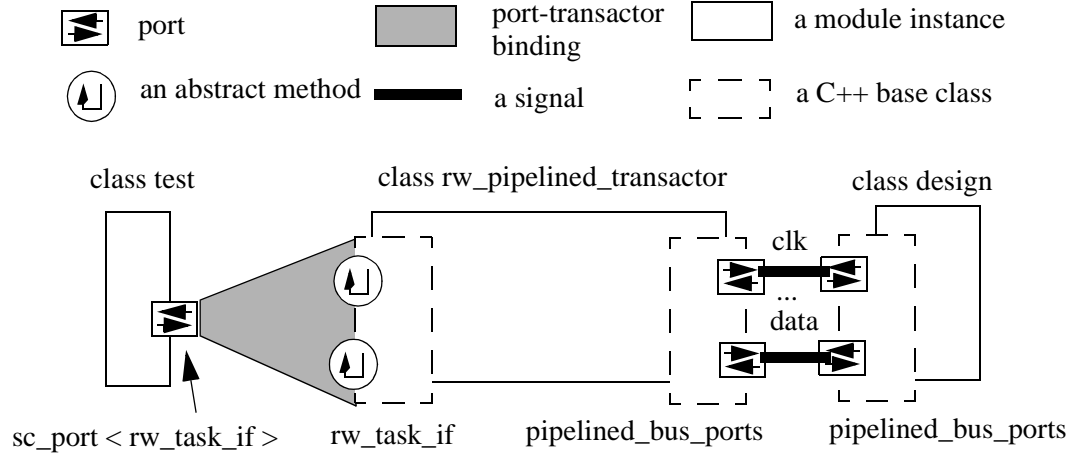 port
port-transactor
binding
a module instance
an abstract method
a signal
a C++ base class
class test
class rw_pipelined_transactor
class design
clk
...
data
sc_port < rw_task_if >
rw_task_if
pipelined_bus_ports
pipelined_bus_ports